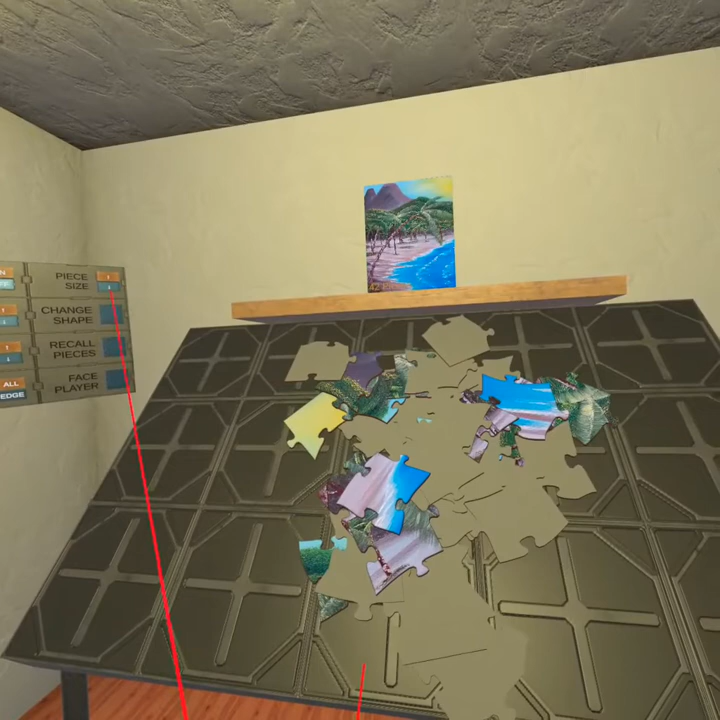 PIECE
SIZE
CHANGE
SHAPE
RECALL
PIECES
FACE
PLAYER
ALL
EDGE